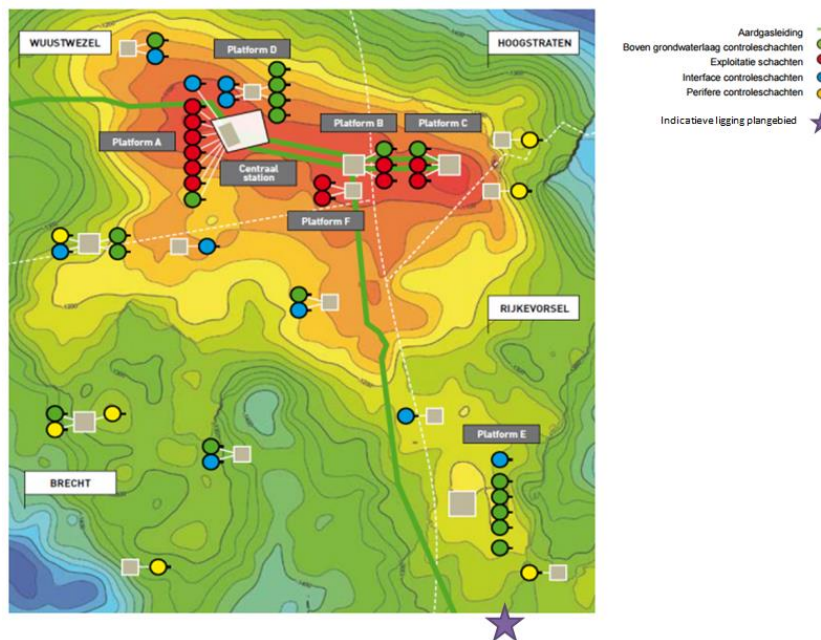 WUUSTWEZEL
Platform D
HOOGSTRATEN
Platform B
Platform C
Platform A
Centraal
station
Platform F
RIJKEVORSEL
Platform E
BRECHT
Aardgasleiding
Boven grondwaterlaag controleschachten
Exploitatie schachten
Interface controleschachten
Perifere controleschachten
Indicatieve ligging plangebied